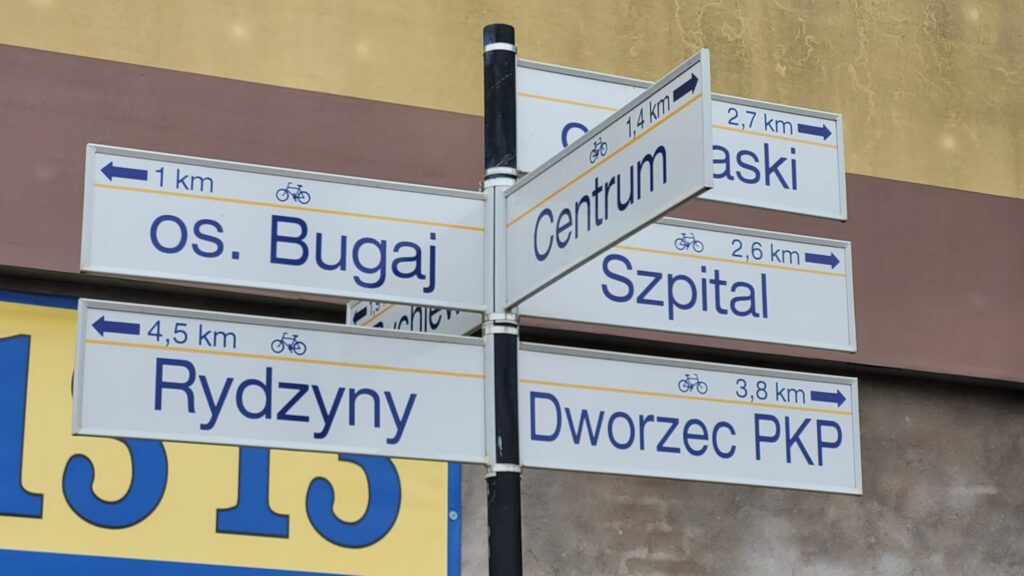 1 km
os. Bugaj
4,5 km
Rydzyny
1,4 km
Centrum
2,7 km
2,6 km
Szpital
3,8 km
Dworzec PKP